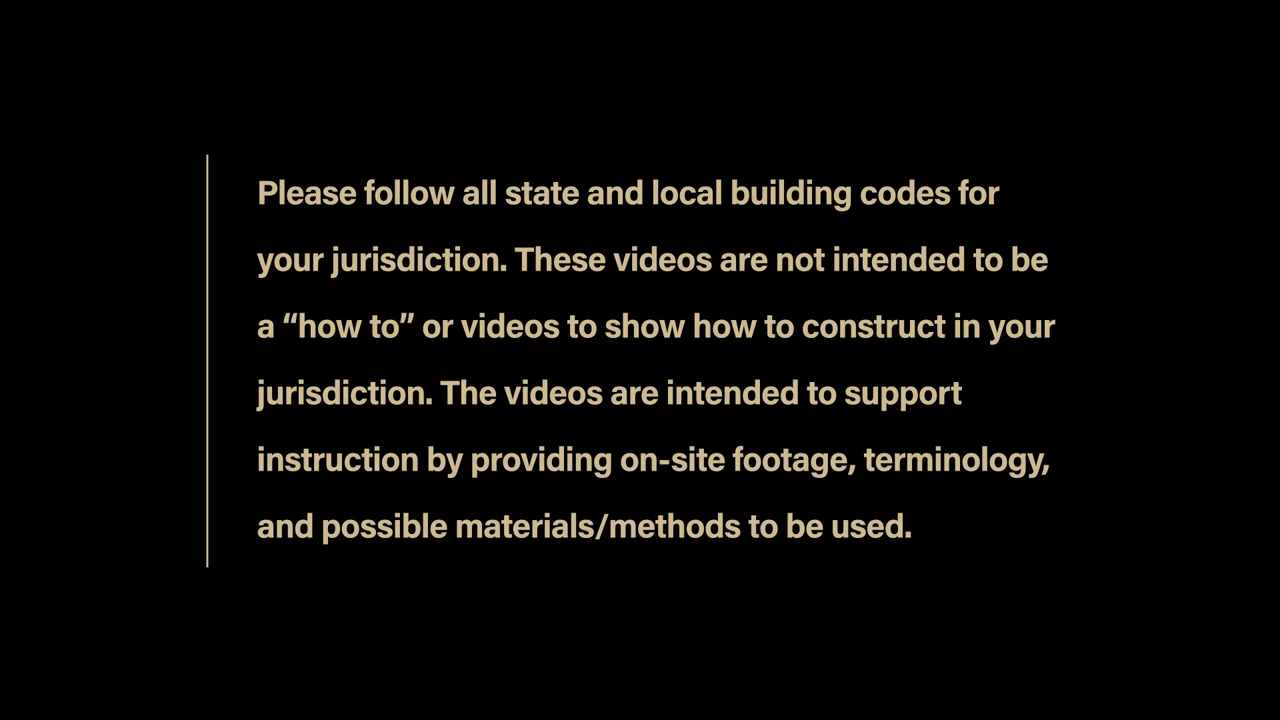 Please follow all state and local building codes for
your jurisdiction. These videos are not intended to be
a “how to” or videos to show how to construct in your
jurisdiction. The videos are intended to support
instruction by providing on-site footage, terminology,
and possible materials/methods to be used.